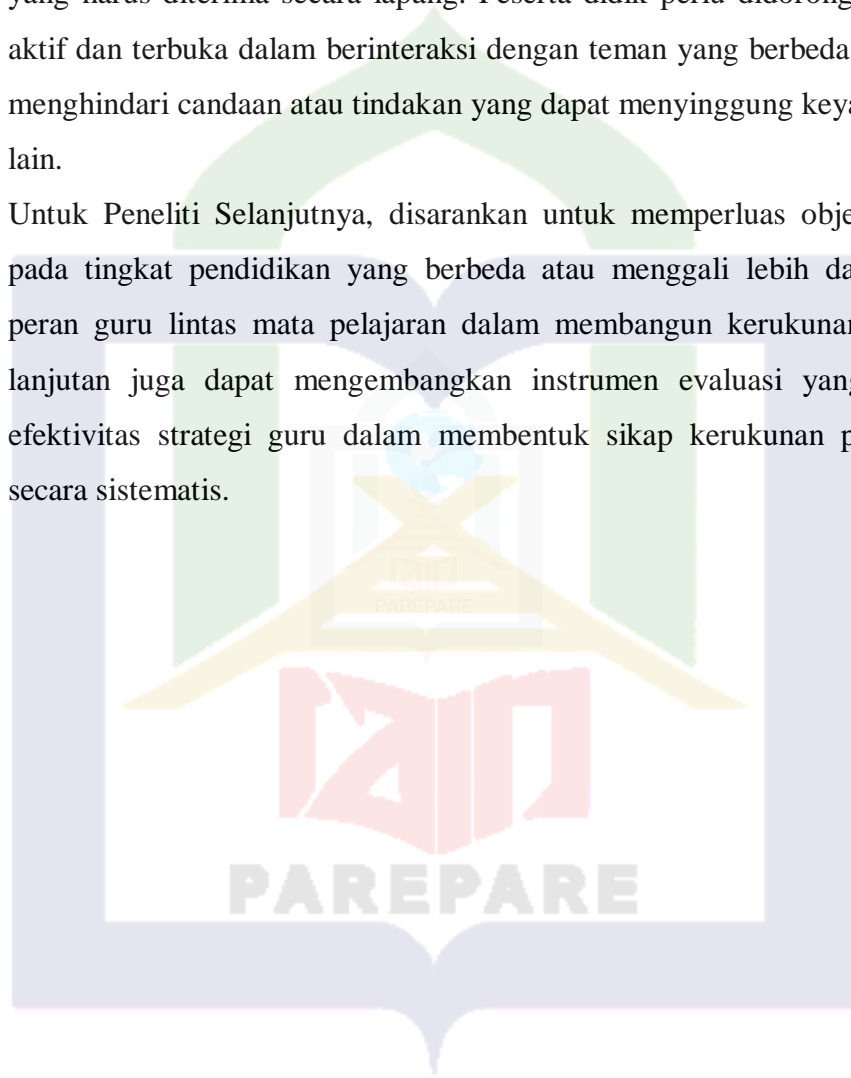 yang harus diterima secara lapang. Peserta didik perlu didorong
aktif dan terbuka dalam berinteraksi dengan teman yang berbeda
menghindari candaan atau tindakan yang dapat menyinggung keya
lain.
Untuk Peneliti Selanjutnya, disarankan untuk memperluas obje
pada tingkat pendidikan yang berbeda atau menggali lebih da
peran guru lintas mata pelajaran dalam membangun kerukunan
lanjutan juga dapat mengembangkan instrumen evaluasi yang
efektivitas strategi guru dalam membentuk sikap kerukunan p
secara sistematis.
iain
PAREPARE
iain
PAREPARE